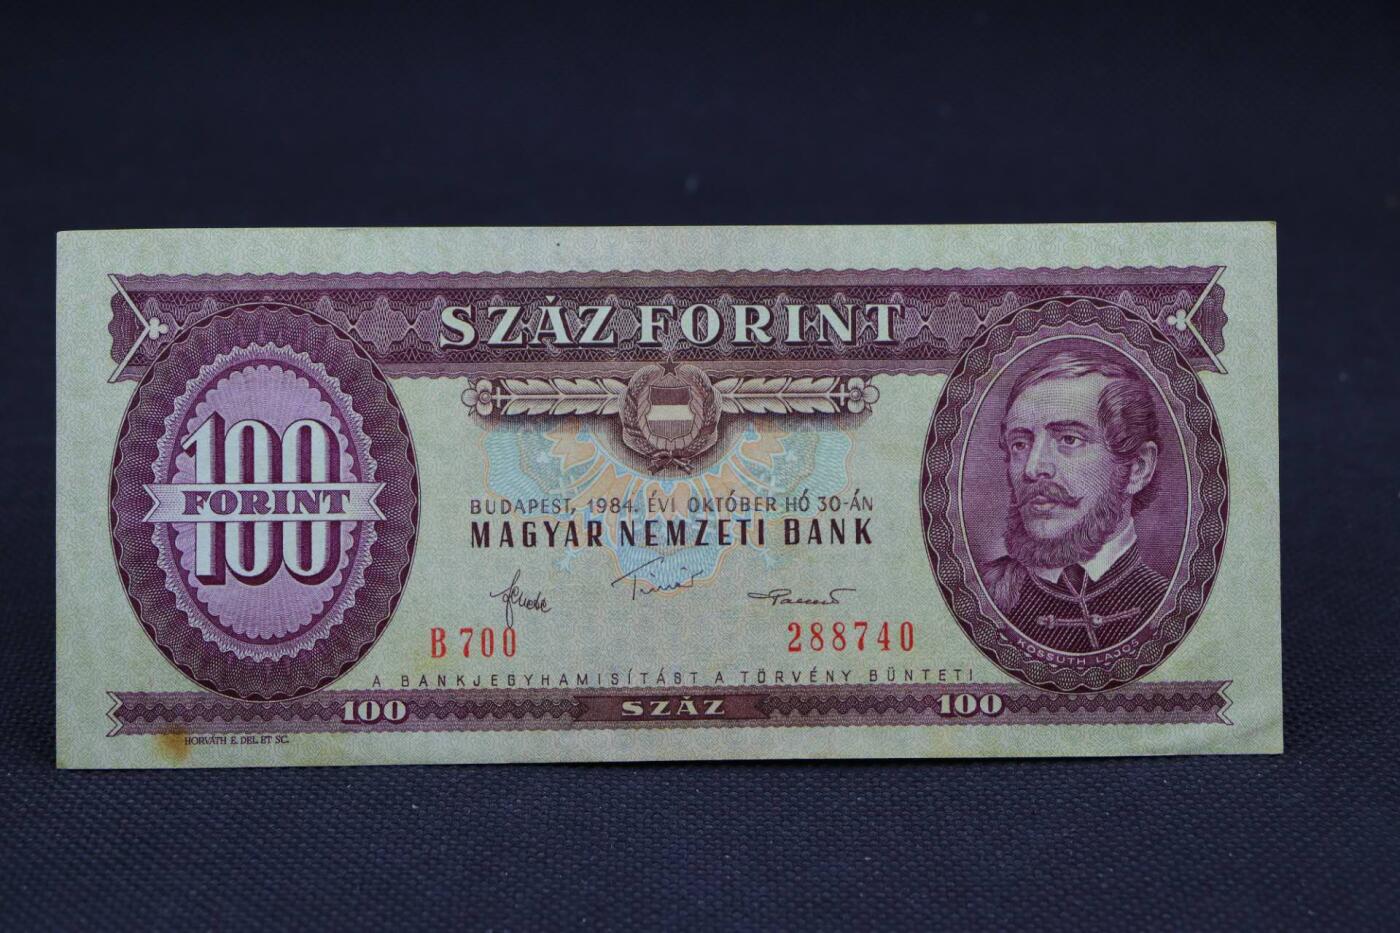 SZÁZ FORINT
100
FORINT
BUDAPEST, 1984. ÉVI OKTÓBER HÓ 30-ÁN
MAGYAR NEMZETI BANK
B 700
288740
KOSSUTH LAJOS
A BANKJEGYHAMISÍTÁST A TÖRVÉNY BÜNTETI
100
SZÁZ
100
HORVÁTH E. DEL. ET SC.